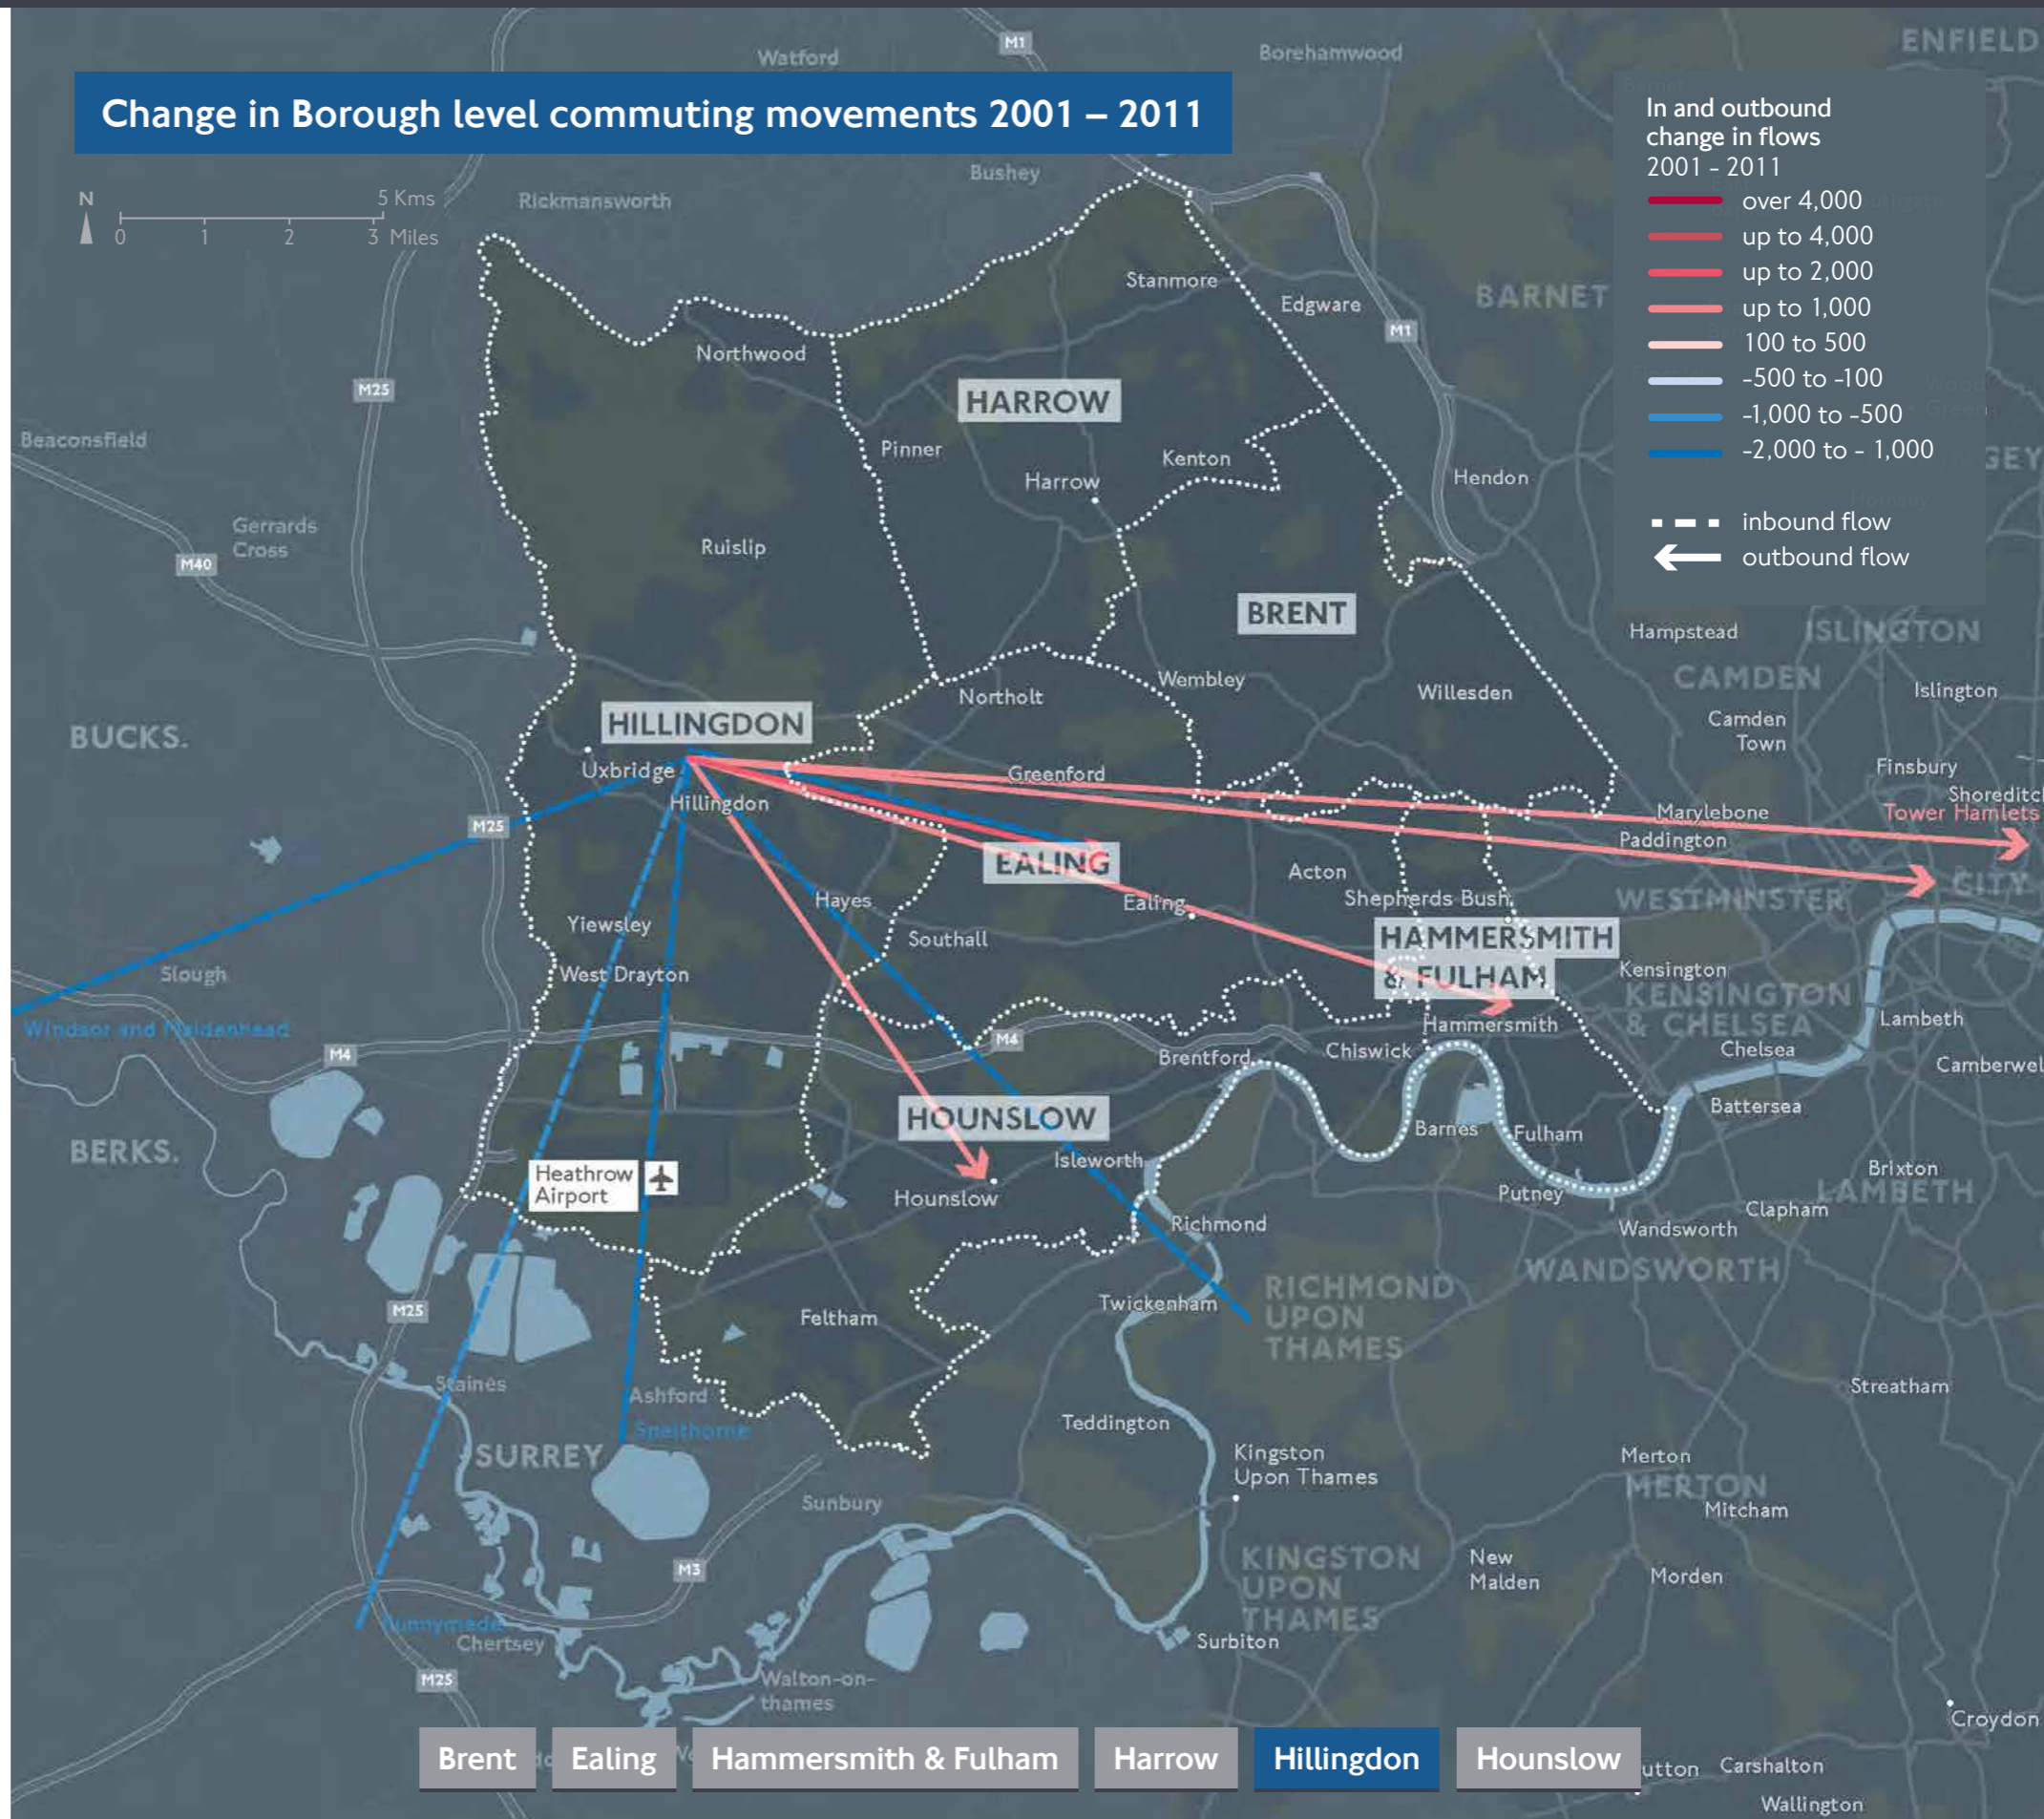 ENFIELD
M1
Watford
Borehamwood
Change in Borough level commuting movements 2001 – 2011
In and outbound
change in flows
2001 - 2011
over 4,000
up to 4,000
up to 2,000
up to 1,000
100 to 500
-500 to -100
-1,000 to -500
-2,000 to - 1,000
inbound flow
outbound flow
Bushey
N
5 Kms
Rickmansworth
0 1 2 3 Miles
Stanmore
Edgware
BARNET
M1
Northwood
M25
HARROW
Beaconsfield
Pinner
Kenton
Harrow
Hendon
Gerrards
Cross
M40
Ruislip
BRENT
Hampstead
ISLINGTON
CAMDEN
Wembley
Northolt
Willesden
Islington
HILLINGDON
BUCKS.
Camden
Town
Uxbridge
Greenford
Finsbury
Hillingdon
Marylebone
Tower Hamlets
M25
Paddington
EALING
Acton
CITY
Hayes
Ealing
Shepherds Bush
WESTMINSTER
Yiewsley
Southall
HAMMERSMITH
& FULHAM
Slough
West Drayton
Kensington
KENSINGTON
& CHELSEA
Windsor and Maidenhead
Hammersmith
Lambeth
M4
M4
Brentford
Chiswick
Chelsea
HOUNSLOW
Battersea
BERKS.
Barnes
Fulham
Isleworth
Heathrow
Airport
Hounslow
Putney
Brixton
LAMBETH
Clapham
Richmond
Wandsworth
WANDSWORTH
RICHMOND
UPON
THAMES
M25
Feltham
Twickenham
Staines
Ashford
Streatham
Spelthorne
Teddington
SURREY
Kingston
Upon Thames
Merton
MERTON
Sunbury
Mitcham
M3
KINGSTON
UPON
THAMES
New
Malden
Morden
Runnymede
Chertsey
Surbiton
M25
Walton-on-
thames
Croydon
Brent
Ealing
Hammersmith & Fulham
Harrow
Hillingdon
Hounslow
Carshalton
Wallington